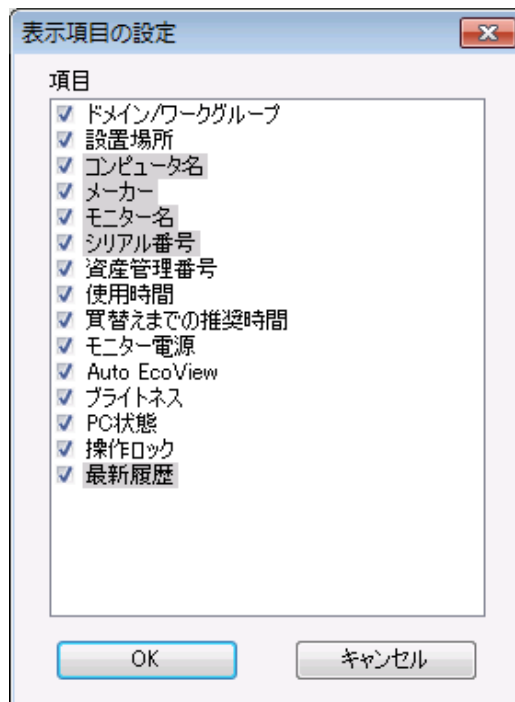 表示項目の設定
項目
ドメイン/ワークグループ
設置場所
コンピュータ名
メーカー
モニター名
シリアル番号
資産管理番号
使用時間
買替えまでの推奨時間
モニター電源
Auto EcoView
ブライトネス
PC状態
操作ロック
最新履歴
OK
キャンセル